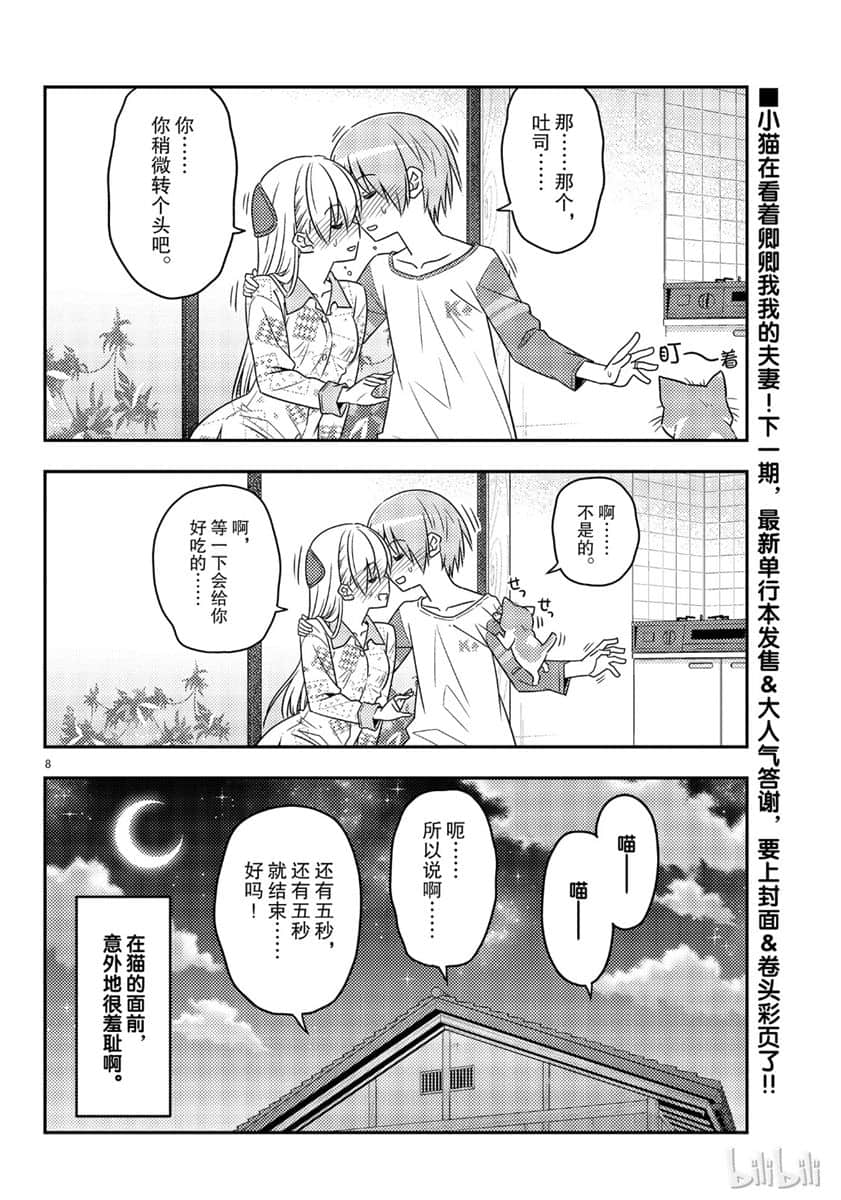 ■小猫在看着卿卿我我的夫妻！下一期，最新单行本发售＆大人气答谢，要上封面＆卷头彩页了!!
那……那个，
吐司……
你……
你稍微转个头吧。
盯～着
啊……
不是的。
せっ
せっ
啊，
等一下会给你
好吃的……
8
喵——
喵——
呃……
所以说啊……
还有五秒，
还有五秒
就结束……
好吗！
在猫的面前，
意外地很羞耻啊。
bilibili